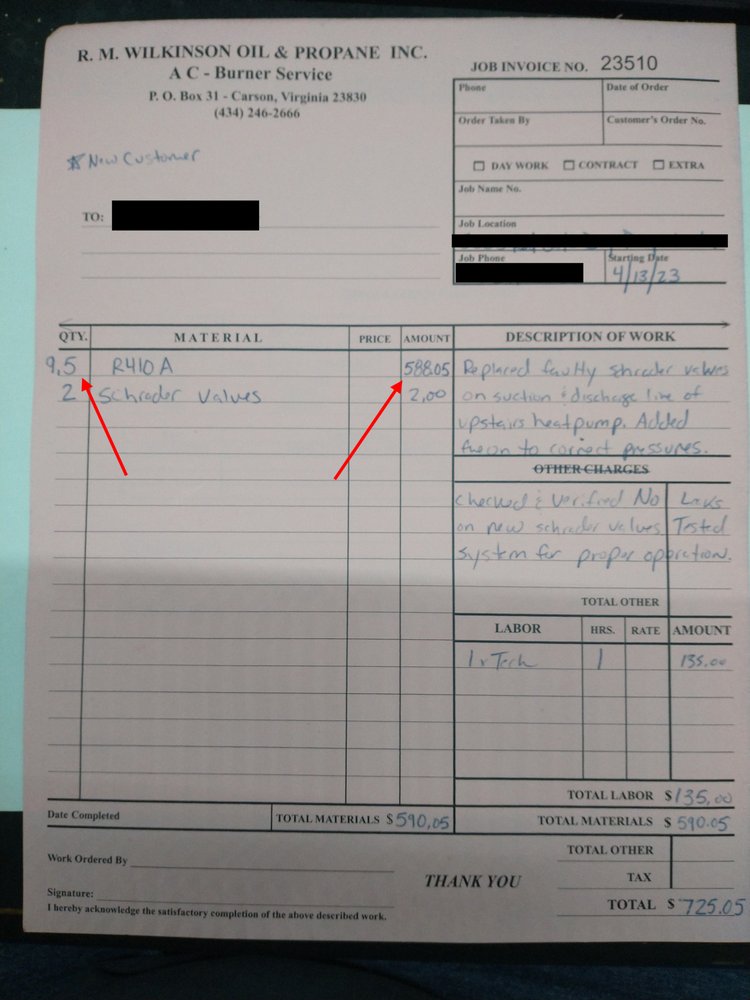 R. M. WILKINSON OIL & PROPANE INC.
A C - Burner Service
P. O. Box 31 - Carson, Virginia 23830
(434) 246-2666
JOB INVOICE NO. 23510
Phone
Date of Order
Order Taken By
Customer's Order No.
DAY WORK CONTRACT EXTRA
Job Name No.
Job Location
Job Phone
Starting Date
4/13/23
New Customer
TO:
QTY. MATERIAL PRICE AMOUNT
9.5 R410A 588.05
2 Schrader Valves 2.00
DESCRIPTION OF WORK
Replaced faulty shrader valves
on suction & discharge line of
upstairs heatpump. Added
freon to correct pressures.
OTHER CHARGES
Checked & Verified No Leaks
on new schrader valves Tested
system for proper operation.
TOTAL OTHER
LABOR HRS. RATE AMOUNT
1 x Tech 1 135.00
TOTAL LABOR $ 135.00
Date Completed
TOTAL MATERIALS $ 590.05
TOTAL MATERIALS $ 590.05
Work Ordered By
TOTAL OTHER
THANK YOU
TAX
Signature:
TOTAL $ 725.05
I hereby acknowledge the satisfactory completion of the above described work.